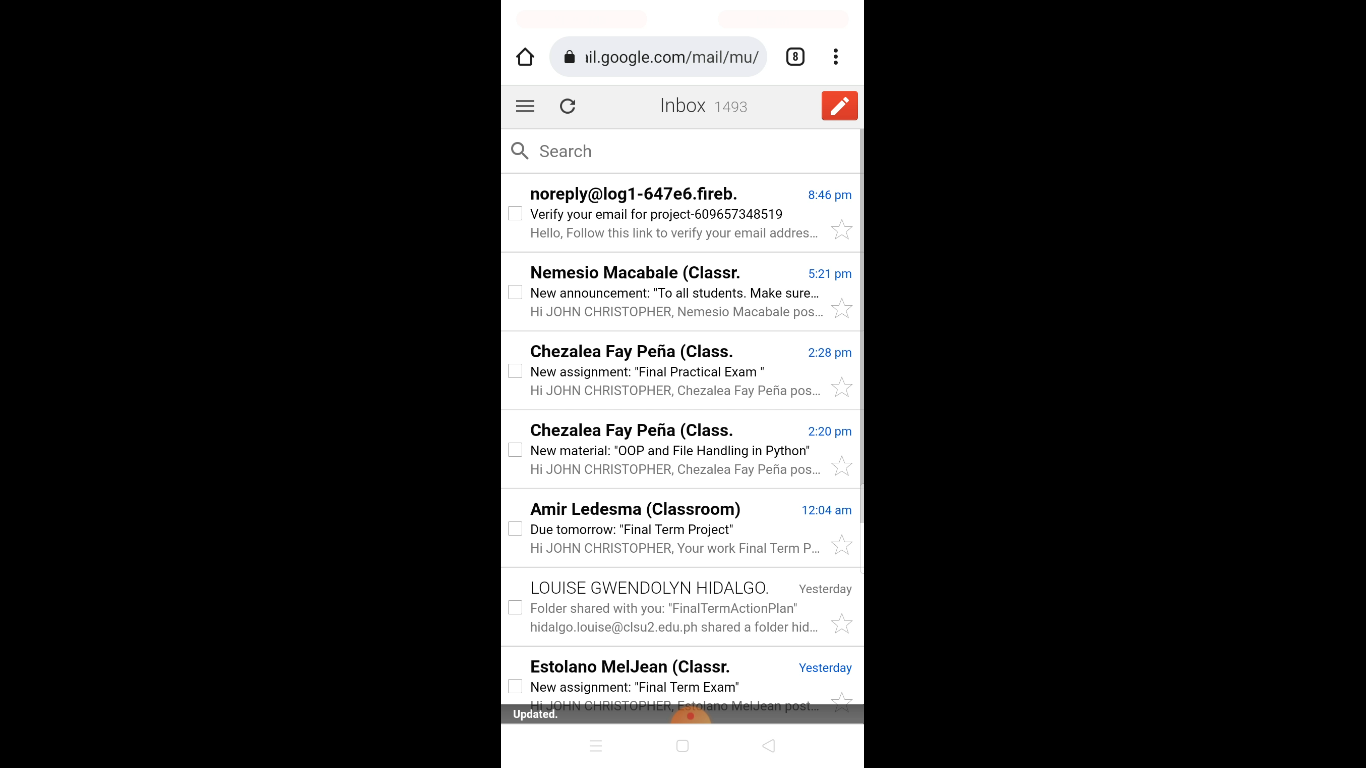 ail.google.com/mail/mu/
8
Inbox 1493
Search
noreply@log1-647e6.fireb. 8:46 pm
Verify your email for project-609657348519
Hello, Follow this link to verify your email addres...
Nemesio Macabale (Classr. 5:21 pm
New announcement: "To all students. Make sure...
Hi JOHN CHRISTOPHER, Nemesio Macabale pos...
Chezalea Fay Peña (Class. 2:28 pm
New assignment: "Final Practical Exam "
Hi JOHN CHRISTOPHER, Chezalea Fay Peña pos...
Chezalea Fay Peña (Class. 2:20 pm
New material: "OOP and File Handling in Python"
Hi JOHN CHRISTOPHER, Chezalea Fay Peña pos...
Amir Ledesma (Classroom) 12:04 am
Due tomorrow: "Final Term Project"
Hi JOHN CHRISTOPHER, Your work Final Term P...
LOUISE GWENDOLYN HIDALGO. Yesterday
Folder shared with you: "FinalTermActionPlan"
hidalgo.louise@clsu2.edu.ph shared a folder hid...
Estolano MelJean (Classr. Yesterday
New assignment: "Final Term Exam"
Hi JOHN CHRISTOPHER, Estolano MelJean post...
Updated.